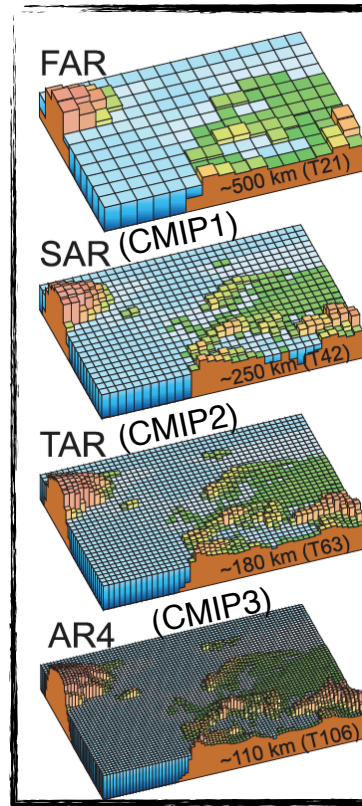 FAR
~500 km (T21)
SAR (CMIP1)
~250 km (T42)
TAR (CMIP2)
~180 km (T63)
AR4 (CMIP3)
~110 km (T106)